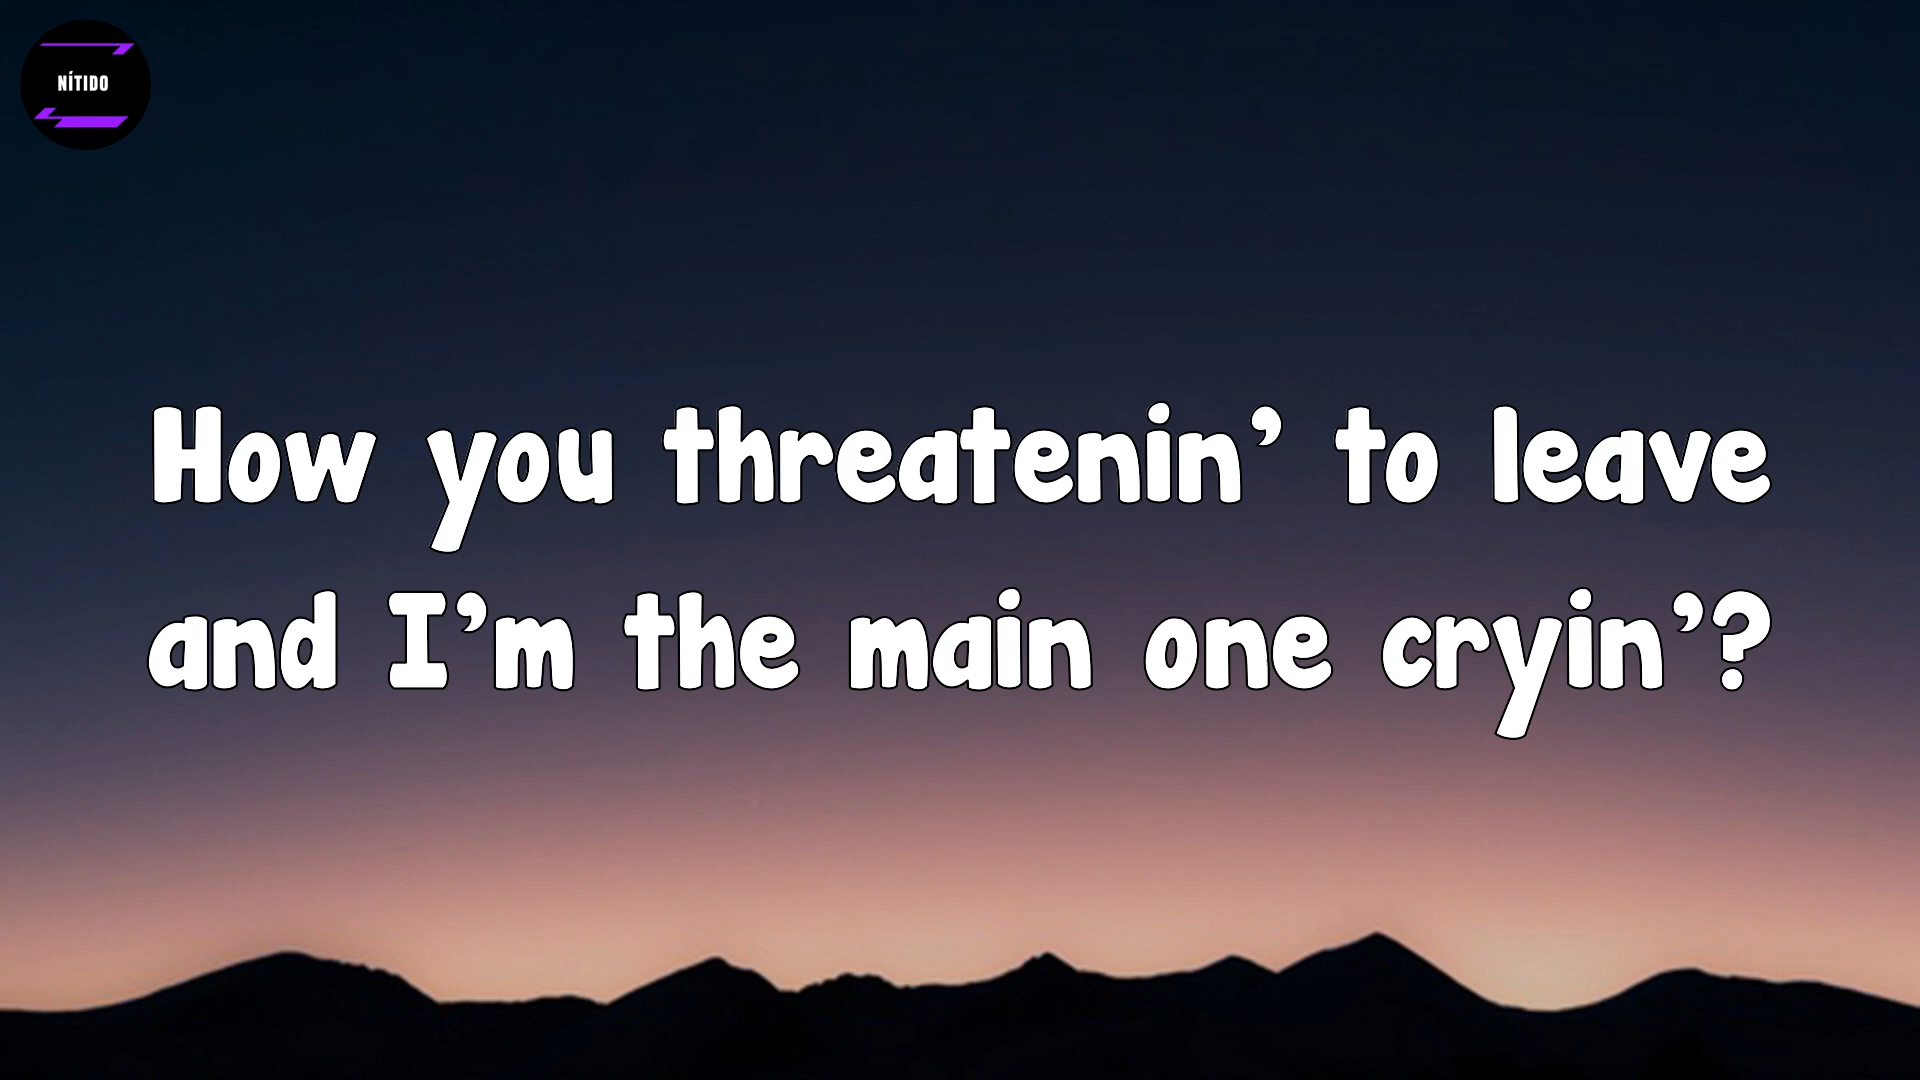 NÍTIDO
How you threatenin’ to leave
and I’m the main one cryin’?